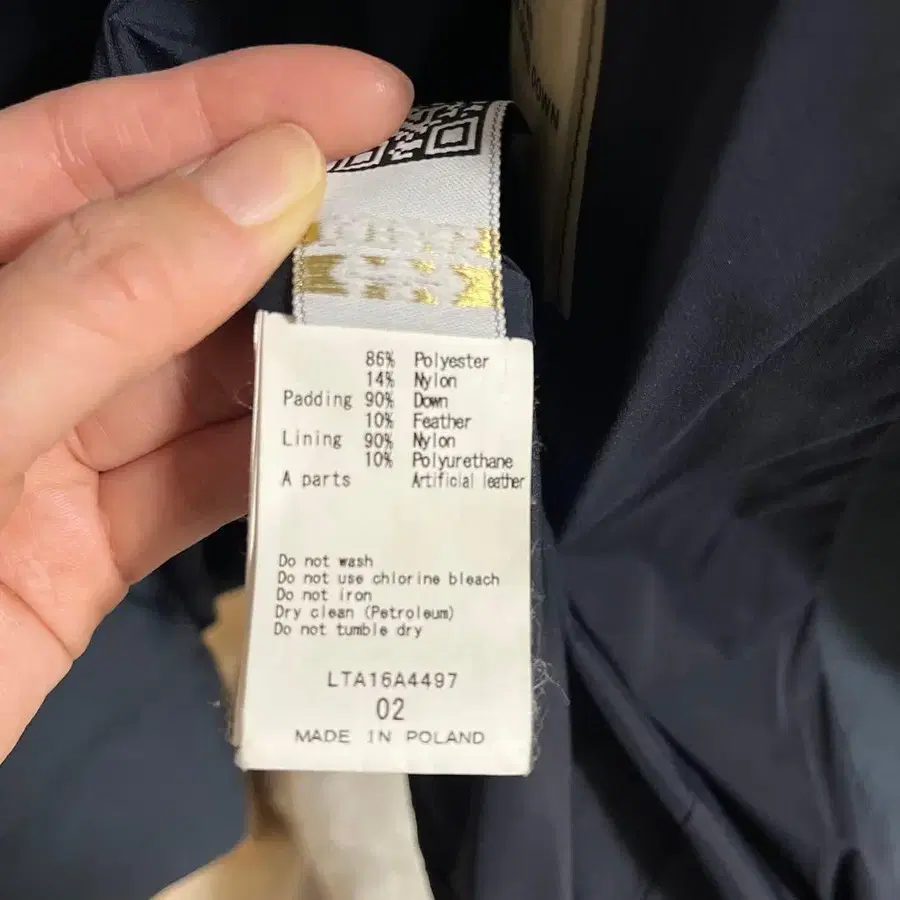 DOWN
86% Polyester
14% Nylon
Padding 90% Down
10% Feather
Lining 90% Nylon
10% Polyurethane
A parts Artificial leather
Do not wash
Do not use chlorine bleach
Do not iron
Dry clean (Petroleum)
Do not tumble dry
LTA16A4497
02
MADE IN POLAND